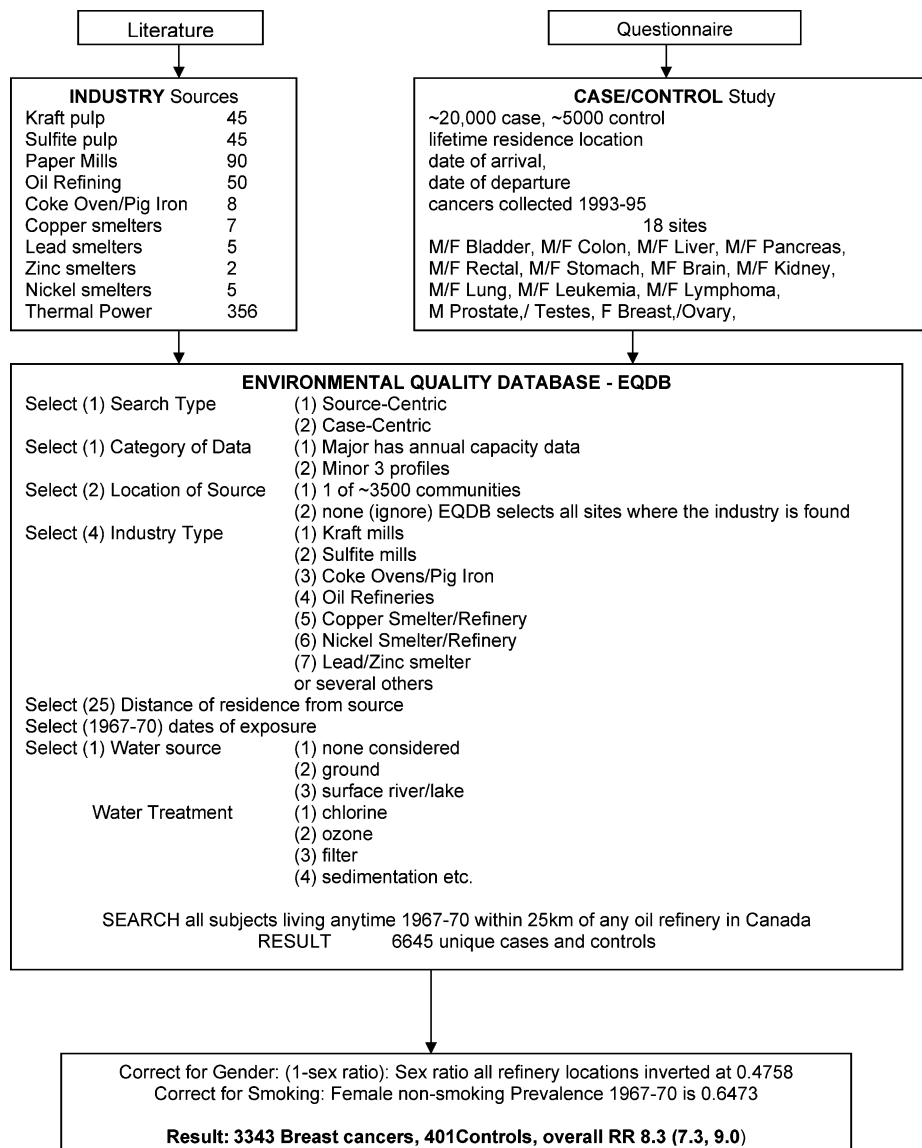 Literature
Questionnaire
INDUSTRY Sources
Kraft pulp 45
Sulfite pulp 45
Paper Mills 90
Oil Refining 50
Coke Oven/Pig Iron 8
Copper smelters 7
Lead smelters 5
Zinc smelters 2
Nickel smelters 5
Thermal Power 356
CASE/CONTROL Study
~20,000 case, ~5000 control
lifetime residence location
date of arrival,
date of departure
cancers collected 1993-95
18 sites
M/F Bladder, M/F Colon, M/F Liver, M/F Pancreas,
M/F Rectal, M/F Stomach, MF Brain, M/F Kidney,
M/F Lung, M/F Leukemia, M/F Lymphoma,
M Prostate,/ Testes, F Breast,/Ovary,
ENVIRONMENTAL QUALITY DATABASE - EQDB
Select (1) Search Type (1) Source-Centric
(2) Case-Centric
Select (1) Category of Data (1) Major has annual capacity data
(2) Minor 3 profiles
Select (2) Location of Source (1) 1 of ~3500 communities
(2) none (ignore) EQDB selects all sites where the industry is found
Select (4) Industry Type (1) Kraft mills
(2) Sulfite mills
(3) Coke Ovens/Pig Iron
(4) Oil Refineries
(5) Copper Smelter/Refinery
(6) Nickel Smelter/Refinery
(7) Lead/Zinc smelter
or several others
Select (25) Distance of residence from source
Select (1967-70) dates of exposure
Select (1) Water source (1) none considered
(2) ground
(3) surface river/lake
Water Treatment (1) chlorine
(2) ozone
(3) filter
(4) sedimentation etc.
SEARCH all subjects living anytime 1967-70 within 25km of any oil refinery in Canada
RESULT 6645 unique cases and controls
Correct for Gender: (1-sex ratio): Sex ratio all refinery locations inverted at 0.4758
Correct for Smoking: Female non-smoking Prevalence 1967-70 is 0.6473
Result: 3343 Breast cancers, 401Controls, overall RR 8.3 (7.3, 9.0)